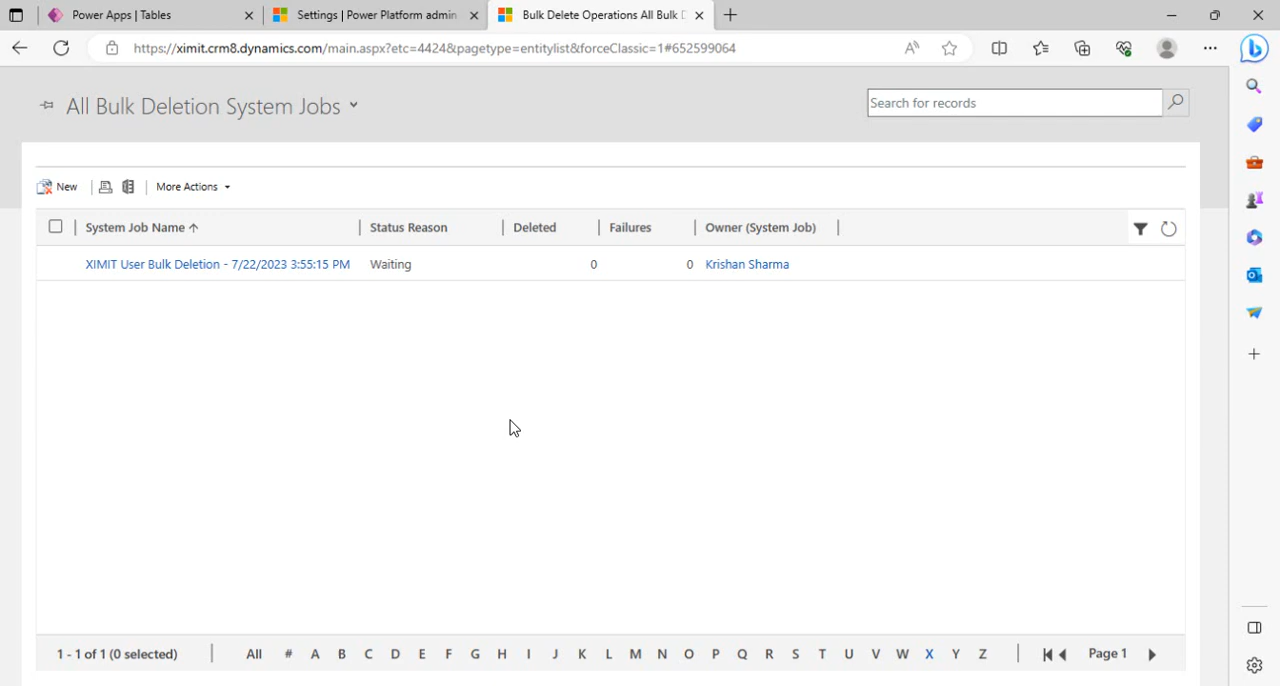 Power Apps | Tables
Settings | Power Platform admin
Bulk Delete Operations All Bulk
https://ximit.crm8.dynamics.com/main.aspx?etc=4424&pagetype=entitylist&forceClassic=1#652599064
All Bulk Deletion System Jobs
Search for records
New
More Actions
System Job Name ↑ Status Reason Deleted Failures Owner (System Job)
XIMIT User Bulk Deletion - 7/22/2023 3:55:15 PM Waiting 0 0 Krishan Sharma
1 - 1 of 1 (0 selected) All # A B C D E F G H I J K L M N O P Q R S T U V W X Y Z Page 1